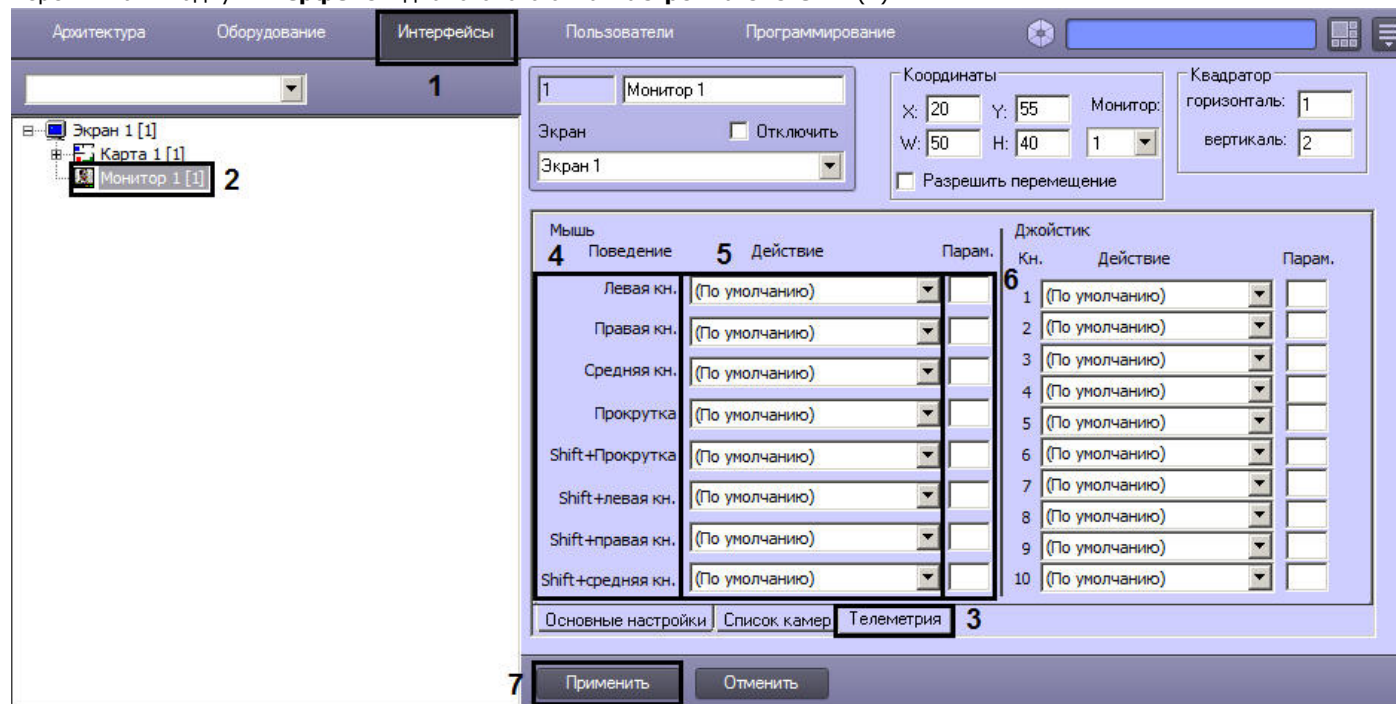 Архитектура Оборудование Интерфейсы Пользователи Программирование
1
1 Монитор 1
Экран Отключить
Экран 1
Координаты
X: 20 Y: 55 Монитор:
W: 50 H: 40 1
Разрешить перемещение
Квадратор
горизонталь: 1
вертикаль: 2
Экран 1 [1]
Карта 1 [1]
Монитор 1 [1] 2
Мышь
4 Поведение 5 Действие Парам.
Левая кн. (По умолчанию)
Правая кн. (По умолчанию)
Средняя кн. (По умолчанию)
Прокрутка (По умолчанию)
Shift+Прокрутка (По умолчанию)
Shift+левая кн. (По умолчанию)
Shift+правая кн. (По умолчанию)
Shift+средняя кн. (По умолчанию)
Джойстик
Кн. Действие Парам.
6
1 (По умолчанию)
2 (По умолчанию)
3 (По умолчанию)
4 (По умолчанию)
5 (По умолчанию)
6 (По умолчанию)
7 (По умолчанию)
8 (По умолчанию)
9 (По умолчанию)
10 (По умолчанию)
Основные настройки Список камер Телеметрия 3
7 Применить Отменить